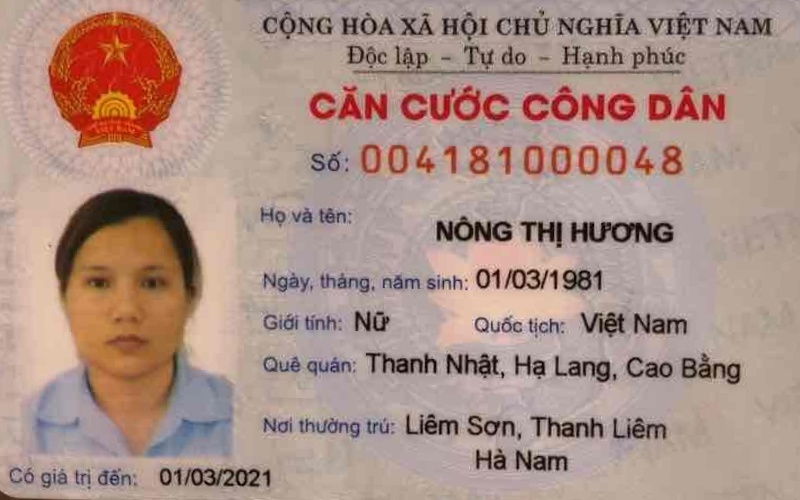 CỘNG HÒA XÃ HỘI CHỦ NGHĨA VIỆT NAM
Độc lập – Tự do – Hạnh phúc
CĂN CƯỚC CÔNG DÂN
Số: 004181000048
Họ và tên:
NÔNG THỊ HƯƠNG
Ngày, tháng, năm sinh: 01/03/1981
Giới tính: Nữ Quốc tịch: Việt Nam
Quê quán: Thanh Nhật, Hạ Lang, Cao Bằng
Nơi thường trú: Liêm Sơn, Thanh Liêm
Hà Nam
Có giá trị đến: 01/03/2021